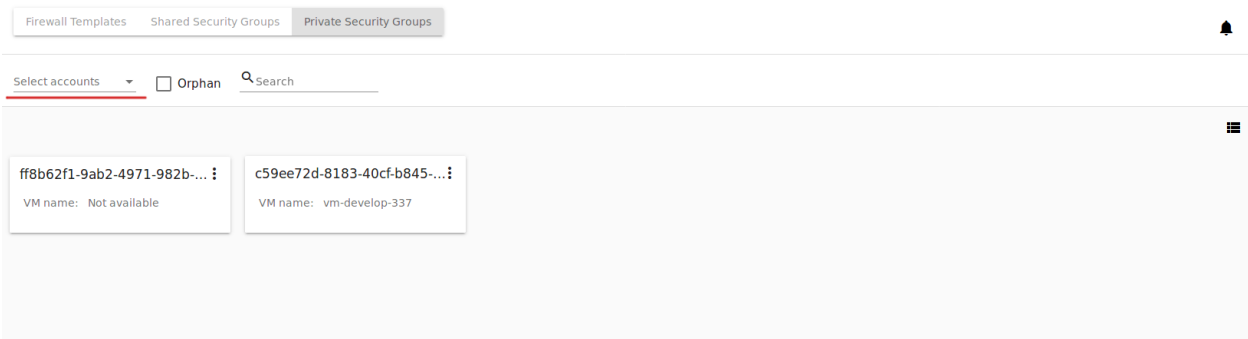 Firewall Templates Shared Security Groups Private Security Groups
Select accounts Orphan Search
ff8b62f1-9ab2-4971-982b-... c59ee72d-8183-40cf-b845-...
VM name: Not available VM name: vm-develop-337